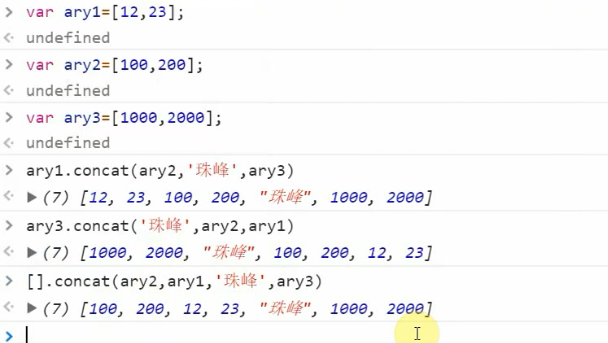 > var ary1=[12,23];
< undefined
> var ary2=[100,200];
< undefined
> var ary3=[1000,2000];
< undefined
> ary1.concat(ary2,'珠峰',ary3)
< ▶(7) [12, 23, 100, 200, "珠峰", 1000, 2000]
> ary3.concat('珠峰',ary2,ary1)
< ▶(7) [1000, 2000, "珠峰", 100, 200, 12, 23]
> [].concat(ary2,ary1,'珠峰',ary3)
< ▶(7) [100, 200, 12, 23, "珠峰", 1000, 2000]
>